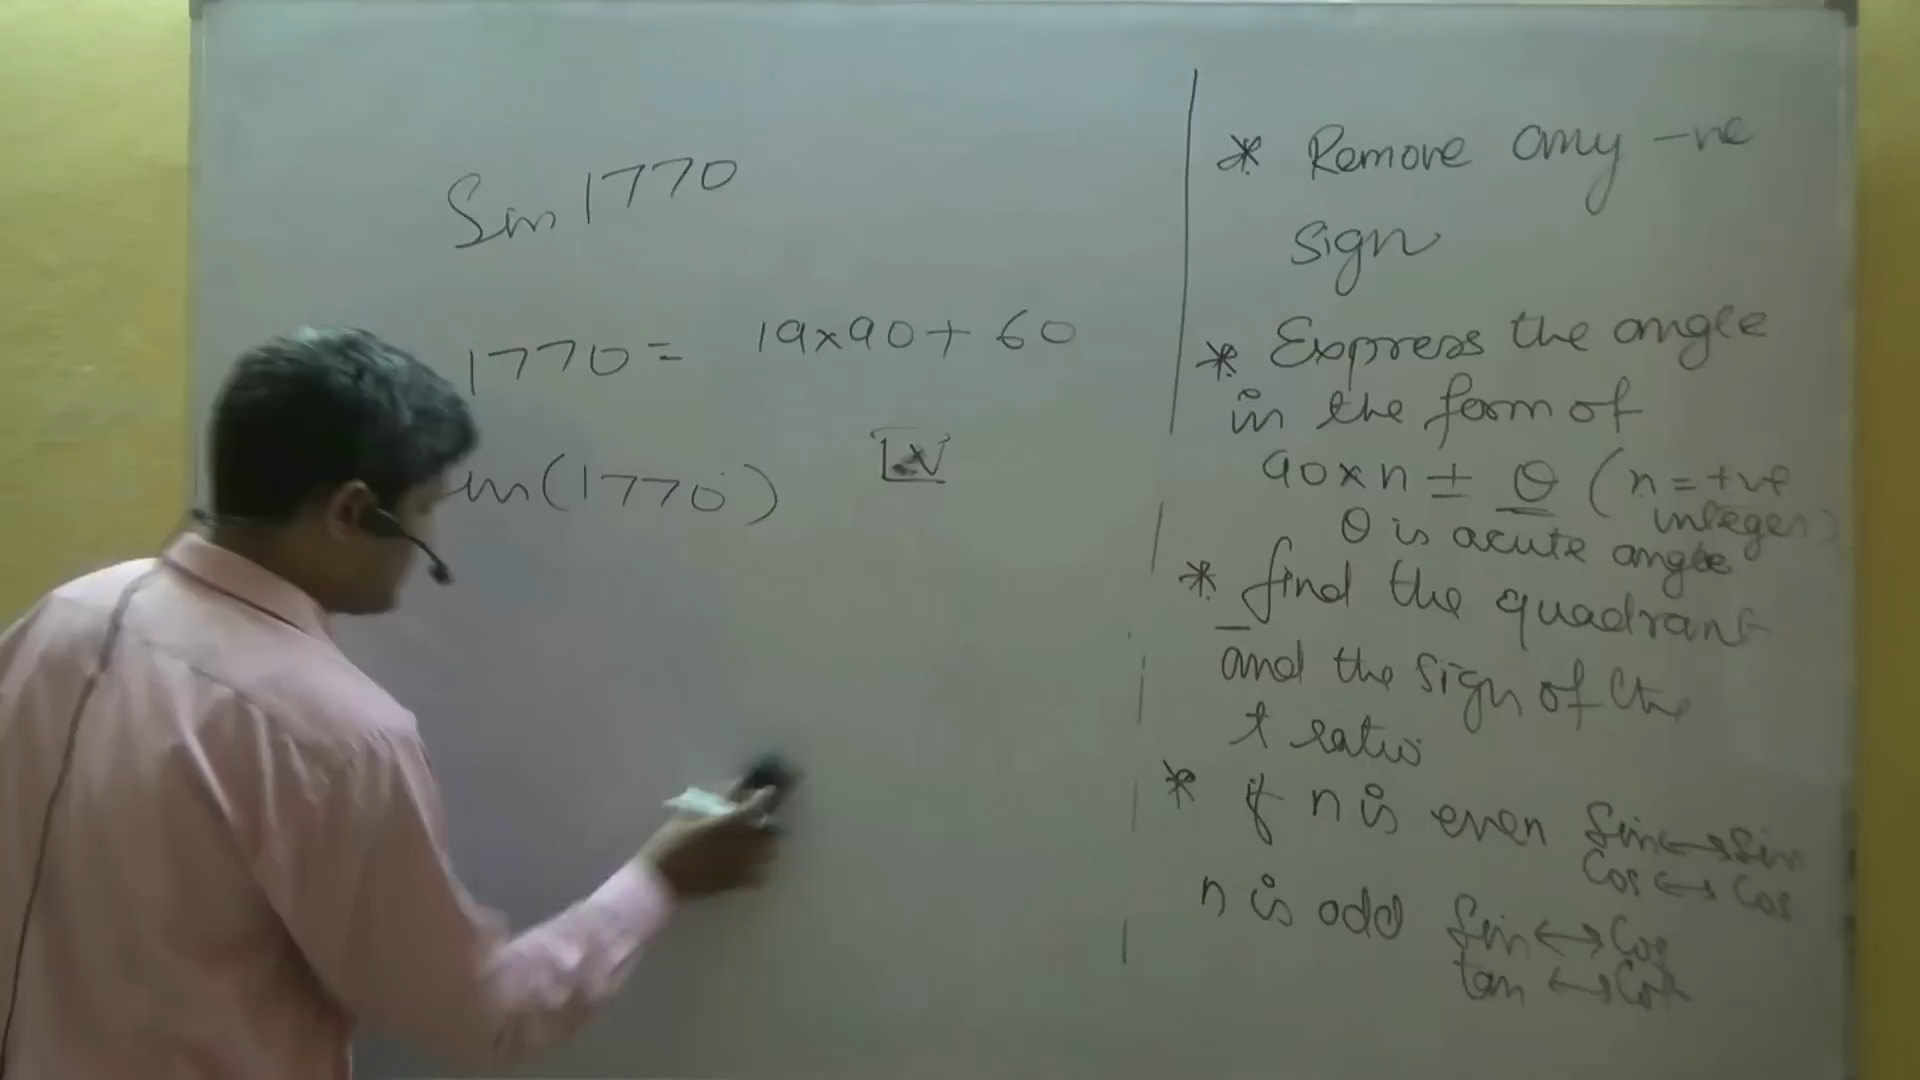 Sin 1770
1770 = 19×90 + 60
in(1770)
IV
* Remove any -ve
sign
* Express the angle
in the form of
90×n ± θ (n = +ve
integer)
θ is acute angle
* find the quadrant
and the sign of the
t ratio
* if n is even Sin↔Sin
Cos↔Cos
n is odd Sin↔Cos
tan↔Cot